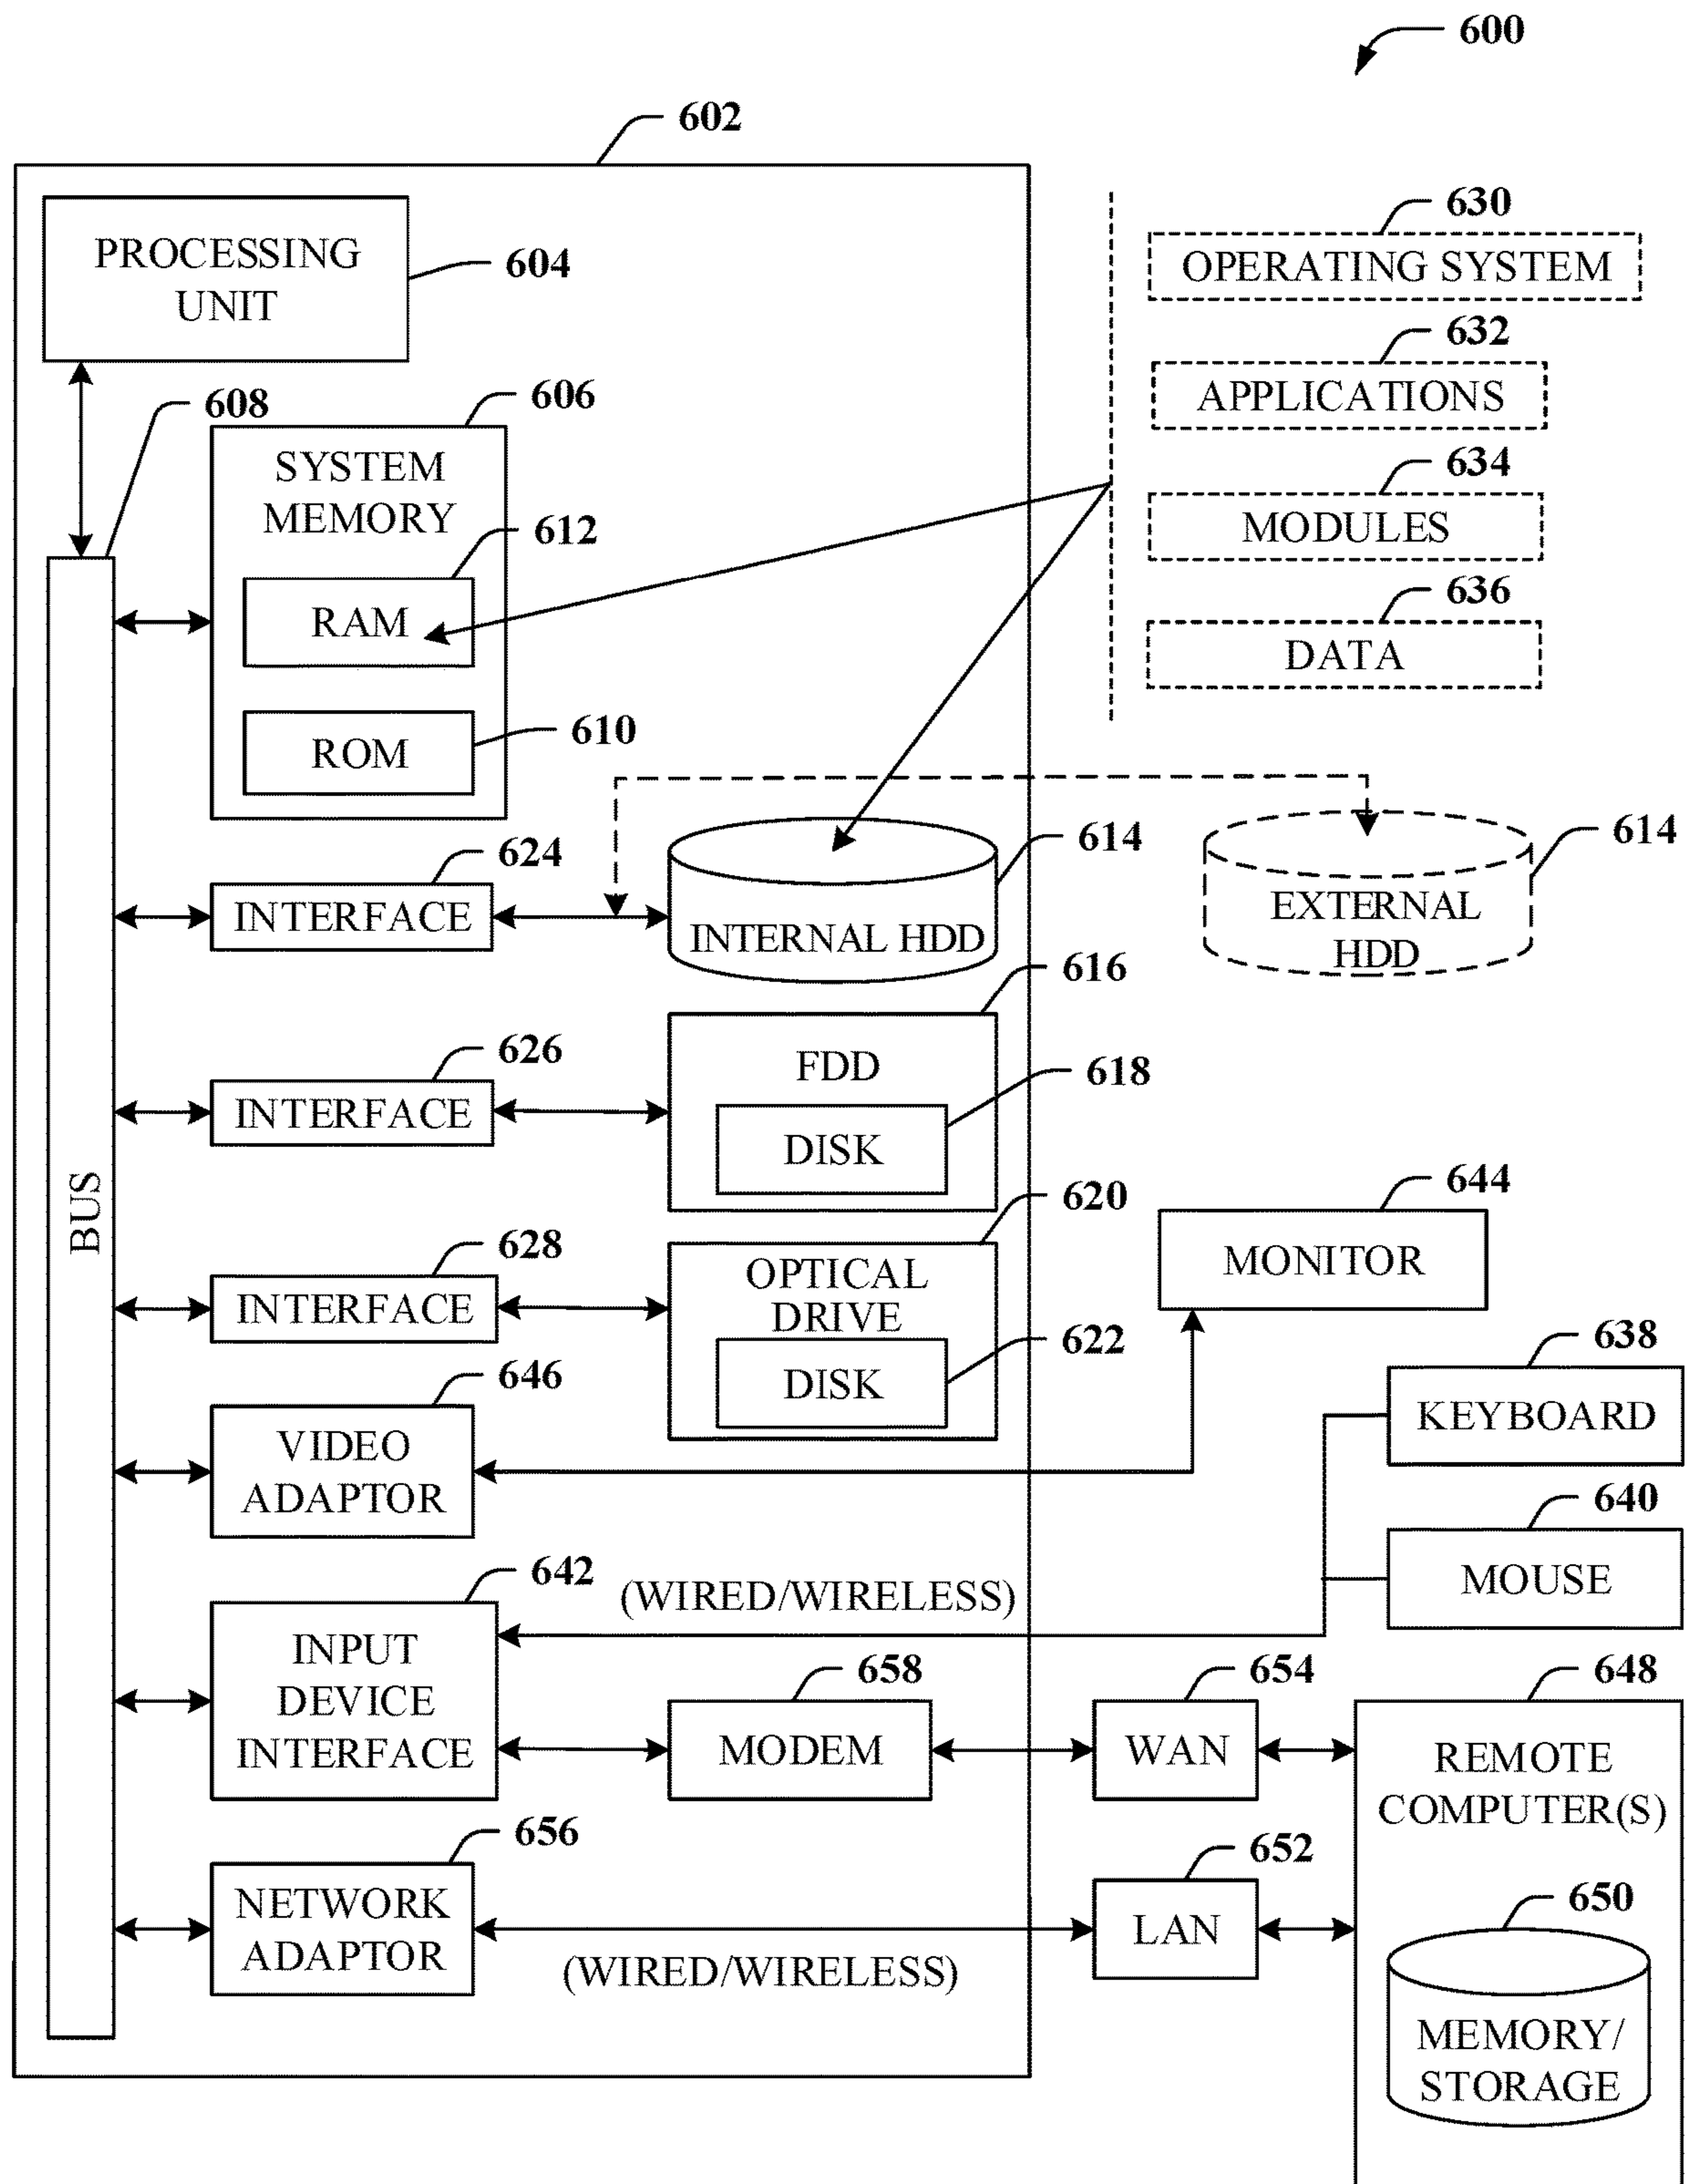 600
602
PROCESSING
UNIT
604
630
OPERATING SYSTEM
632
APPLICATIONS
634
MODULES
636
DATA
608
606
SYSTEM
MEMORY
612
RAM
610
ROM
BUS
624
INTERFACE
614
INTERNAL HDD
614
EXTERNAL
HDD
626
INTERFACE
616
FDD
618
DISK
628
INTERFACE
620
OPTICAL
DRIVE
622
DISK
644
MONITOR
646
VIDEO
ADAPTOR
638
KEYBOARD
640
MOUSE
642
INPUT
DEVICE
INTERFACE
(WIRED/WIRELESS)
658
MODEM
654
WAN
648
REMOTE
COMPUTER(S)
656
NETWORK
ADAPTOR
(WIRED/WIRELESS)
652
LAN
650
MEMORY/
STORAGE